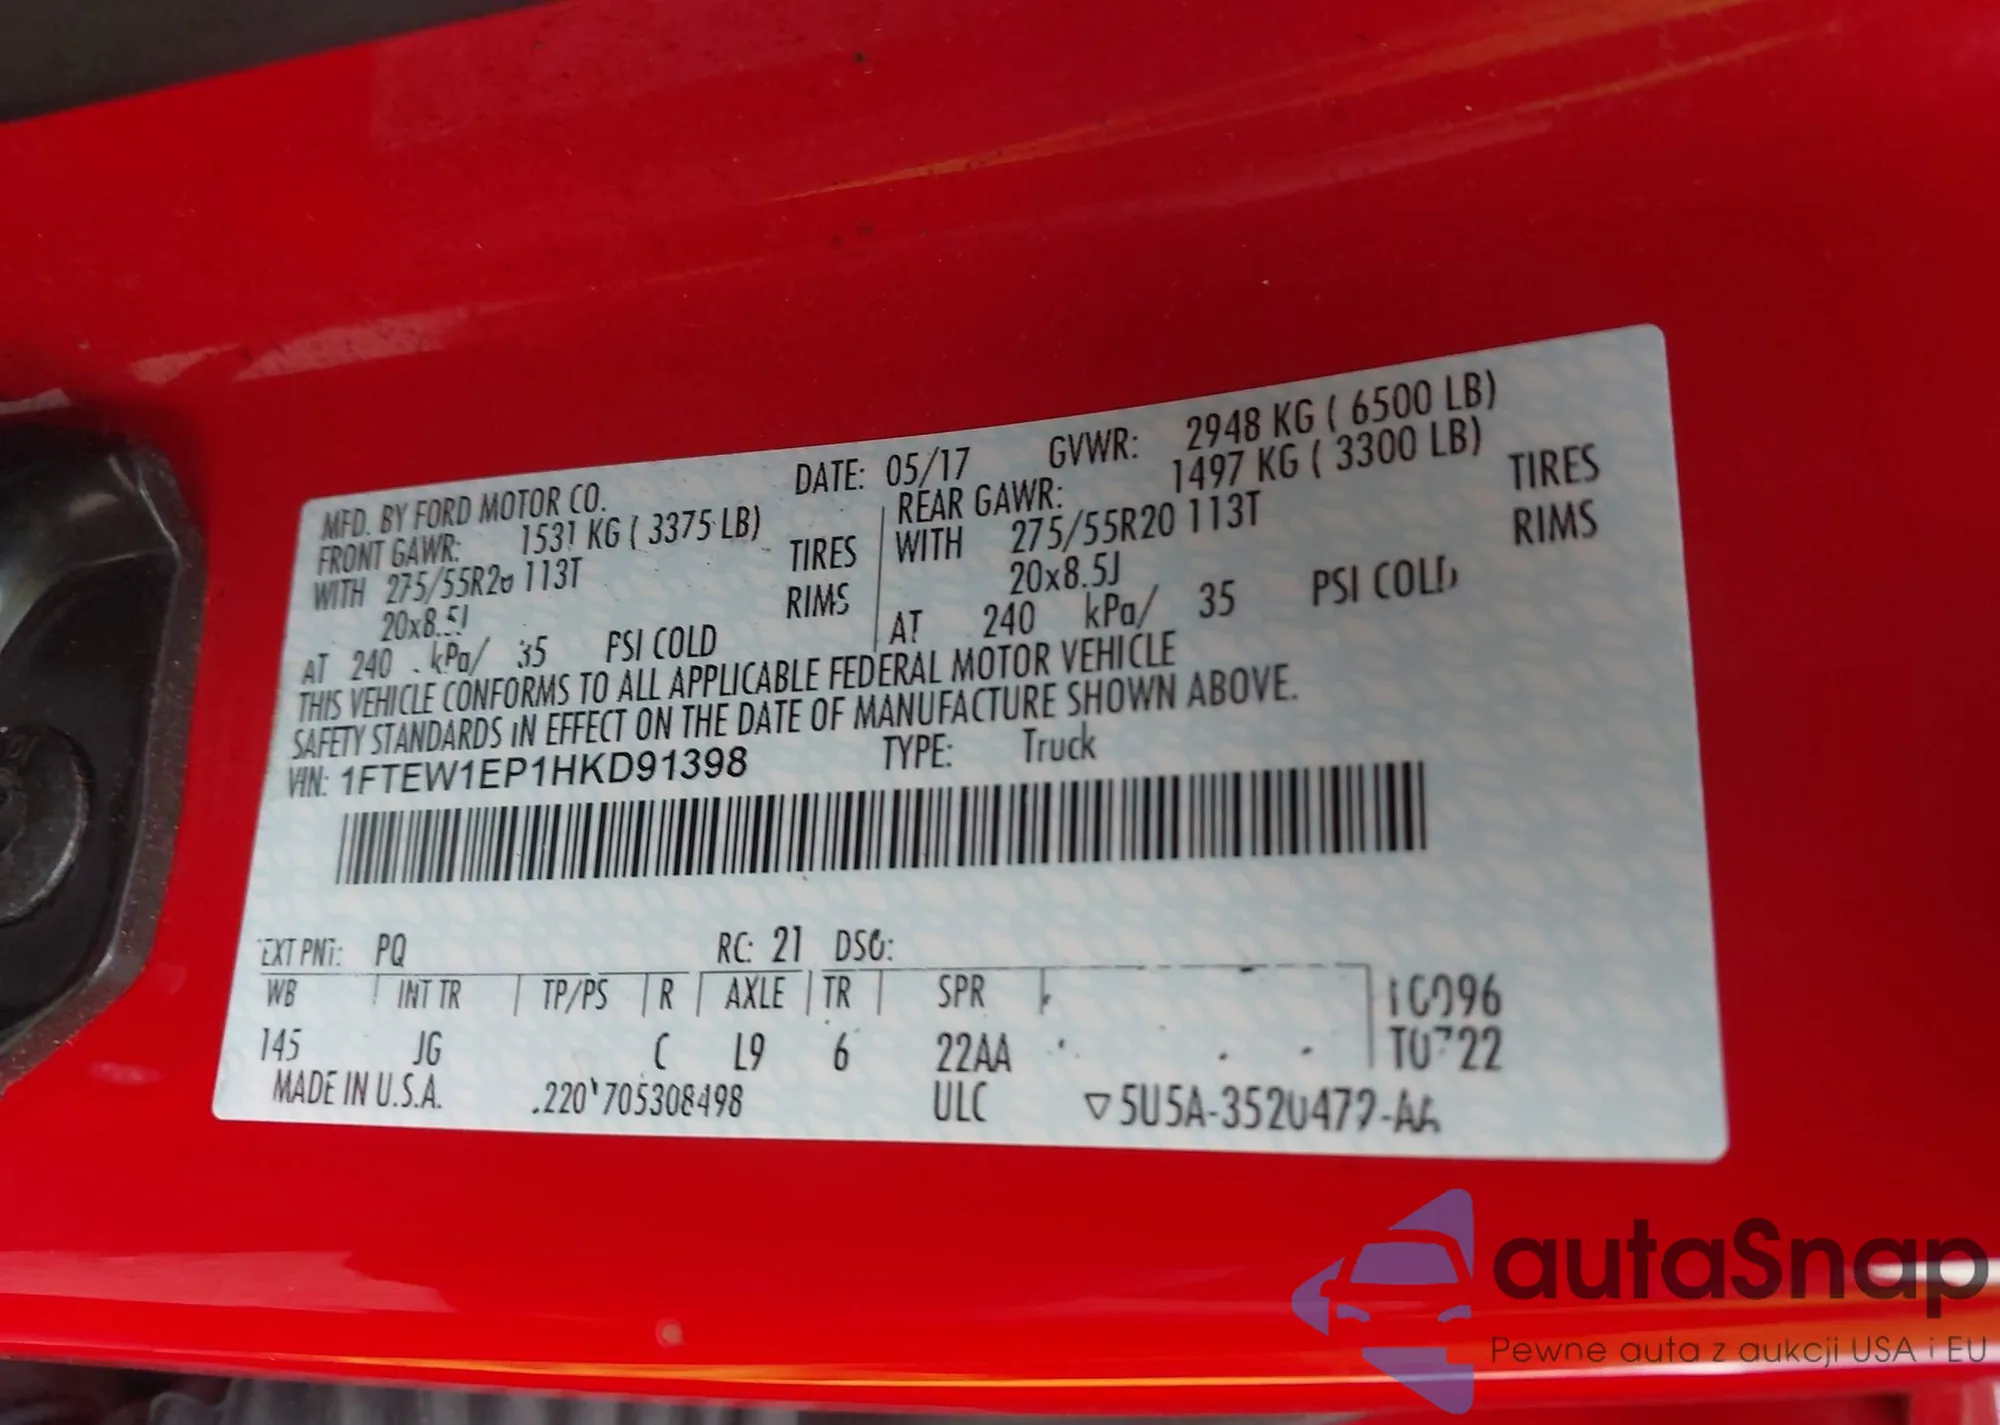 MFD. BY FORD MOTOR CO. DATE: 05/17 GVWR: 2948 KG ( 6500 LB)
FRONT GAWR: 1531 KG ( 3375 LB) REAR GAWR: 1497 KG ( 3300 LB)
WITH 275/55R20 113T TIRES WITH 275/55R20 113T TIRES
20x8.5J RIMS 20x8.5J RIMS
AT 240 kPa/ 35 PSI COLD AT 240 kPa/ 35 PSI COLD
THIS VEHICLE CONFORMS TO ALL APPLICABLE FEDERAL MOTOR VEHICLE
SAFETY STANDARDS IN EFFECT ON THE DATE OF MANUFACTURE SHOWN ABOVE.
VIN: 1FTEW1EP1HKD91398 TYPE: Truck
EXT PNT: PQ RC: 21 DSO:
WB INT TR TP/PS R AXLE TR SPR
145 JG C L9 6 22AA
MADE IN U.S.A. ULC
autaSnap
Pewne auta z aukcji USA i EU